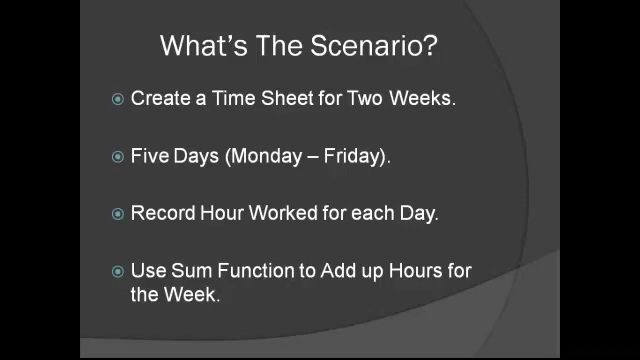 What's The Scenario?
Create a Time Sheet for Two Weeks.
Five Days (Monday – Friday).
Record Hour Worked for each Day.
Use Sum Function to Add up Hours for
the Week.